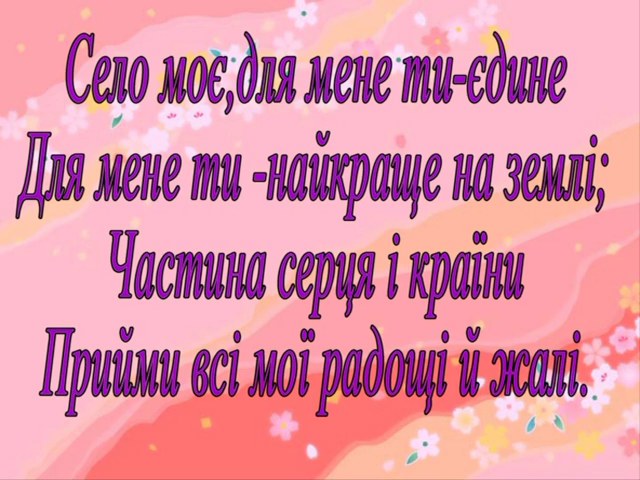 Село моє,для мене ти-єдине
Для мене ти -найкраще на землі;
Частина серця і країни
Прийми всі мої радощі й жалі.